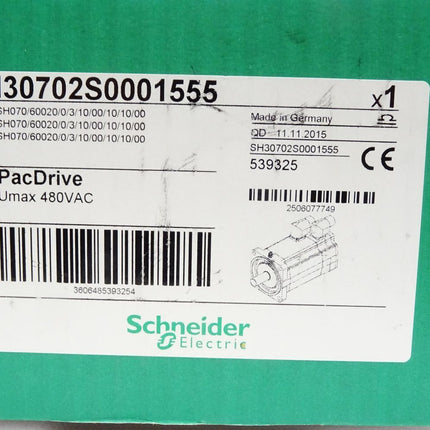 I30702S0001555
x1
SH070/60020/0/3/10/00/10/10/00
SH070/60020/0/3/10/00/10/10/00
SH070/60020/0/3/10/00/10/10/00
Made in Germany
QD 11.11.2015
SH30702S0001555
539325
CE
PacDrive
Umax 480VAC
2506077749
3606485393254
Schneider
Electric